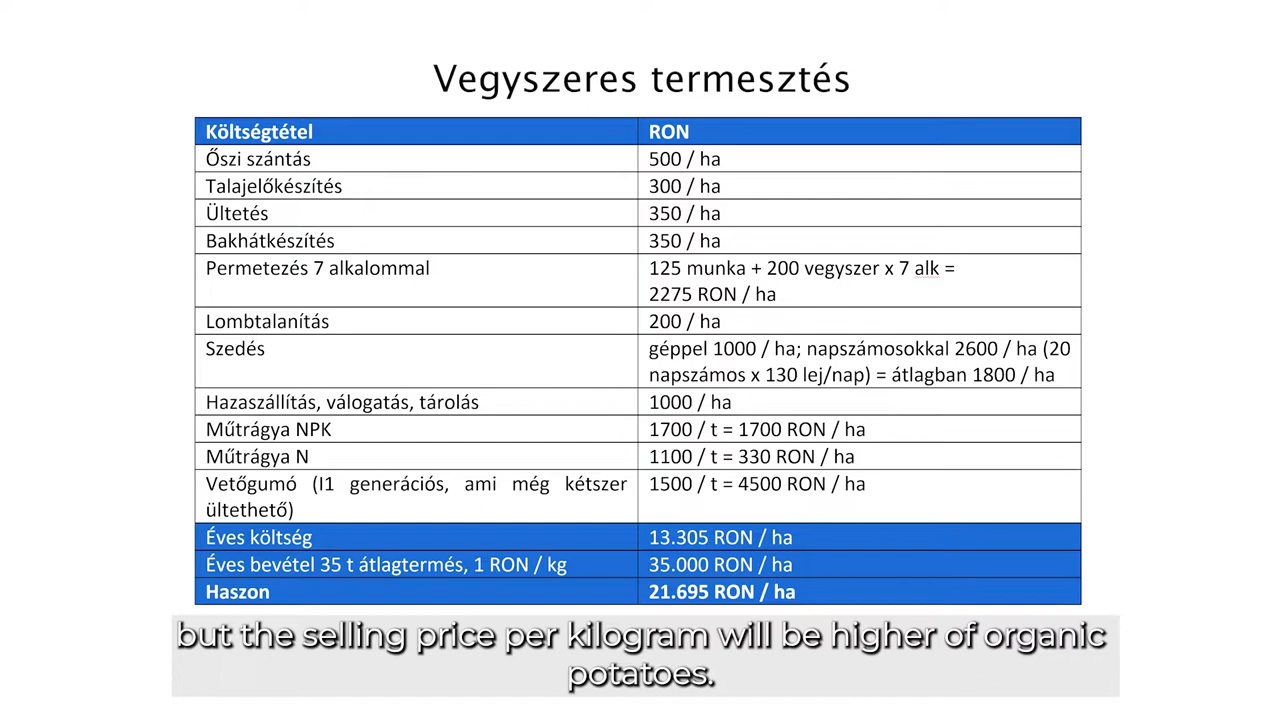 Vegyszeres termesztés
Költségtétel RON
Őszi szántás 500 / ha
Talajelőkészítés 300 / ha
Ültetés 350 / ha
Bakhátkészítés 350 / ha
Permetezés 7 alkalommal 125 munka + 200 vegyszer x 7 alk =
2275 RON / ha
Lombtalanítás 200 / ha
Szedés géppel 1000 / ha; napszámosokkal 2600 / ha (20
napszámos x 130 lej/nap) = átlagban 1800 / ha
Hazaszállítás, válogatás, tárolás 1000 / ha
Műtrágya NPK 1700 / t = 1700 RON / ha
Műtrágya N 1100 / t = 330 RON / ha
Vetőgumó (I1 generációs, ami még kétszer 1500 / t = 4500 RON / ha
ültethető)
Éves költség 13.305 RON / ha
Éves bevétel 35 t átlagtermés, 1 RON / kg 35.000 RON / ha
Haszon 21.695 RON / ha
but the selling price per kilogram will be higher of organic
potatoes.